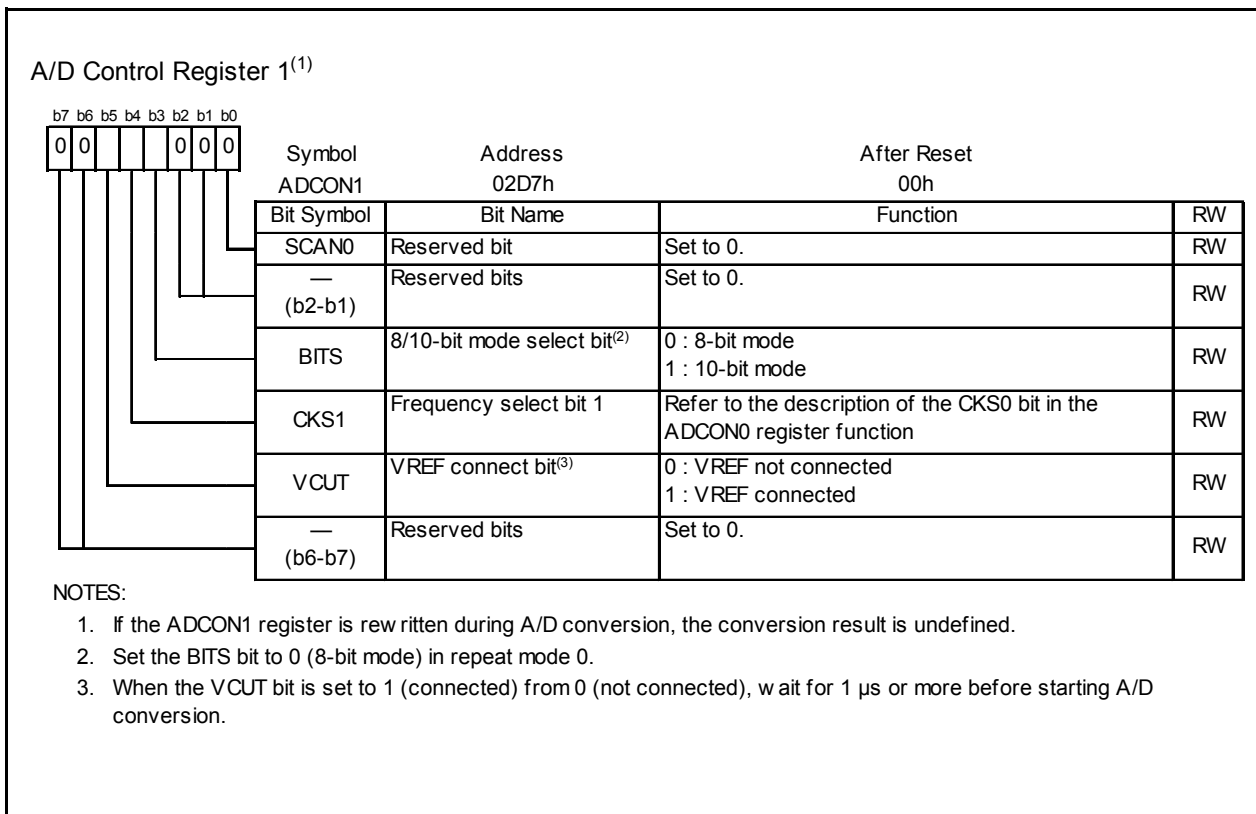 A/D Control Register 1(1)
b7 b6 b5 b4 b3 b2 b1 b0
0 0 0 0 0
Symbol Address After Reset
ADCON1 02D7h 00h
Bit Symbol Bit Name Function RW
SCAN0 Reserved bit Set to 0. RW
— (b2-b1) Reserved bits Set to 0. RW
BITS 8/10-bit mode select bit(2) 0 : 8-bit mode
1 : 10-bit mode RW
CKS1 Frequency select bit 1 Refer to the description of the CKS0 bit in the
ADCON0 register function RW
VCUT VREF connect bit(3) 0 : VREF not connected
1 : VREF connected RW
— (b6-b7) Reserved bits Set to 0. RW
NOTES:
1. If the ADCON1 register is rewritten during A/D conversion, the conversion result is undefined.
2. Set the BITS bit to 0 (8-bit mode) in repeat mode 0.
3. When the VCUT bit is set to 1 (connected) from 0 (not connected), wait for 1 µs or more before starting A/D
conversion.